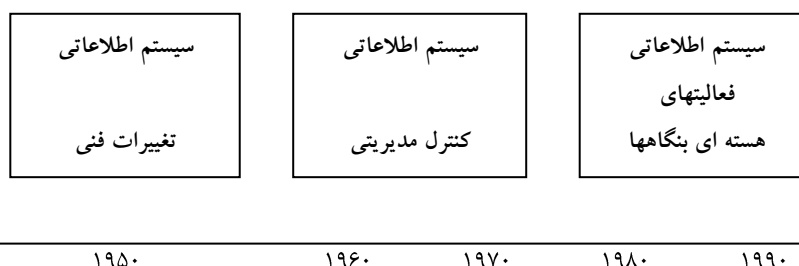 سیستم اطلاعاتی
تغییرات فنی
سیستم اطلاعاتی
کنترل مدیریتی
سیستم اطلاعاتی
فعالیتهای
هسته ای بنگاهها
۱۹۵۰
۱۹۶۰
۱۹۷۰
۱۹۸۰
۱۹۹۰